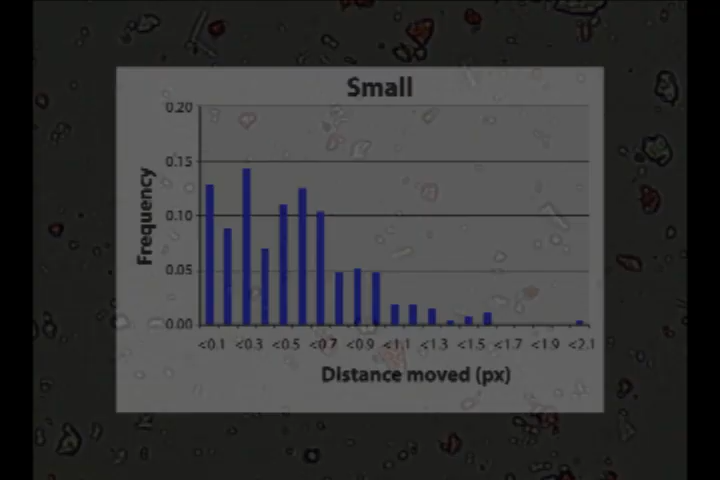 Small
0.20
0.15
0.10
0.05
0.00
Frequency
<0.1 <0.3 <0.5 <0.7 <0.9 <1.1 <1.3 <1.5 <1.7 <1.9 <2.1
Distance moved (px)